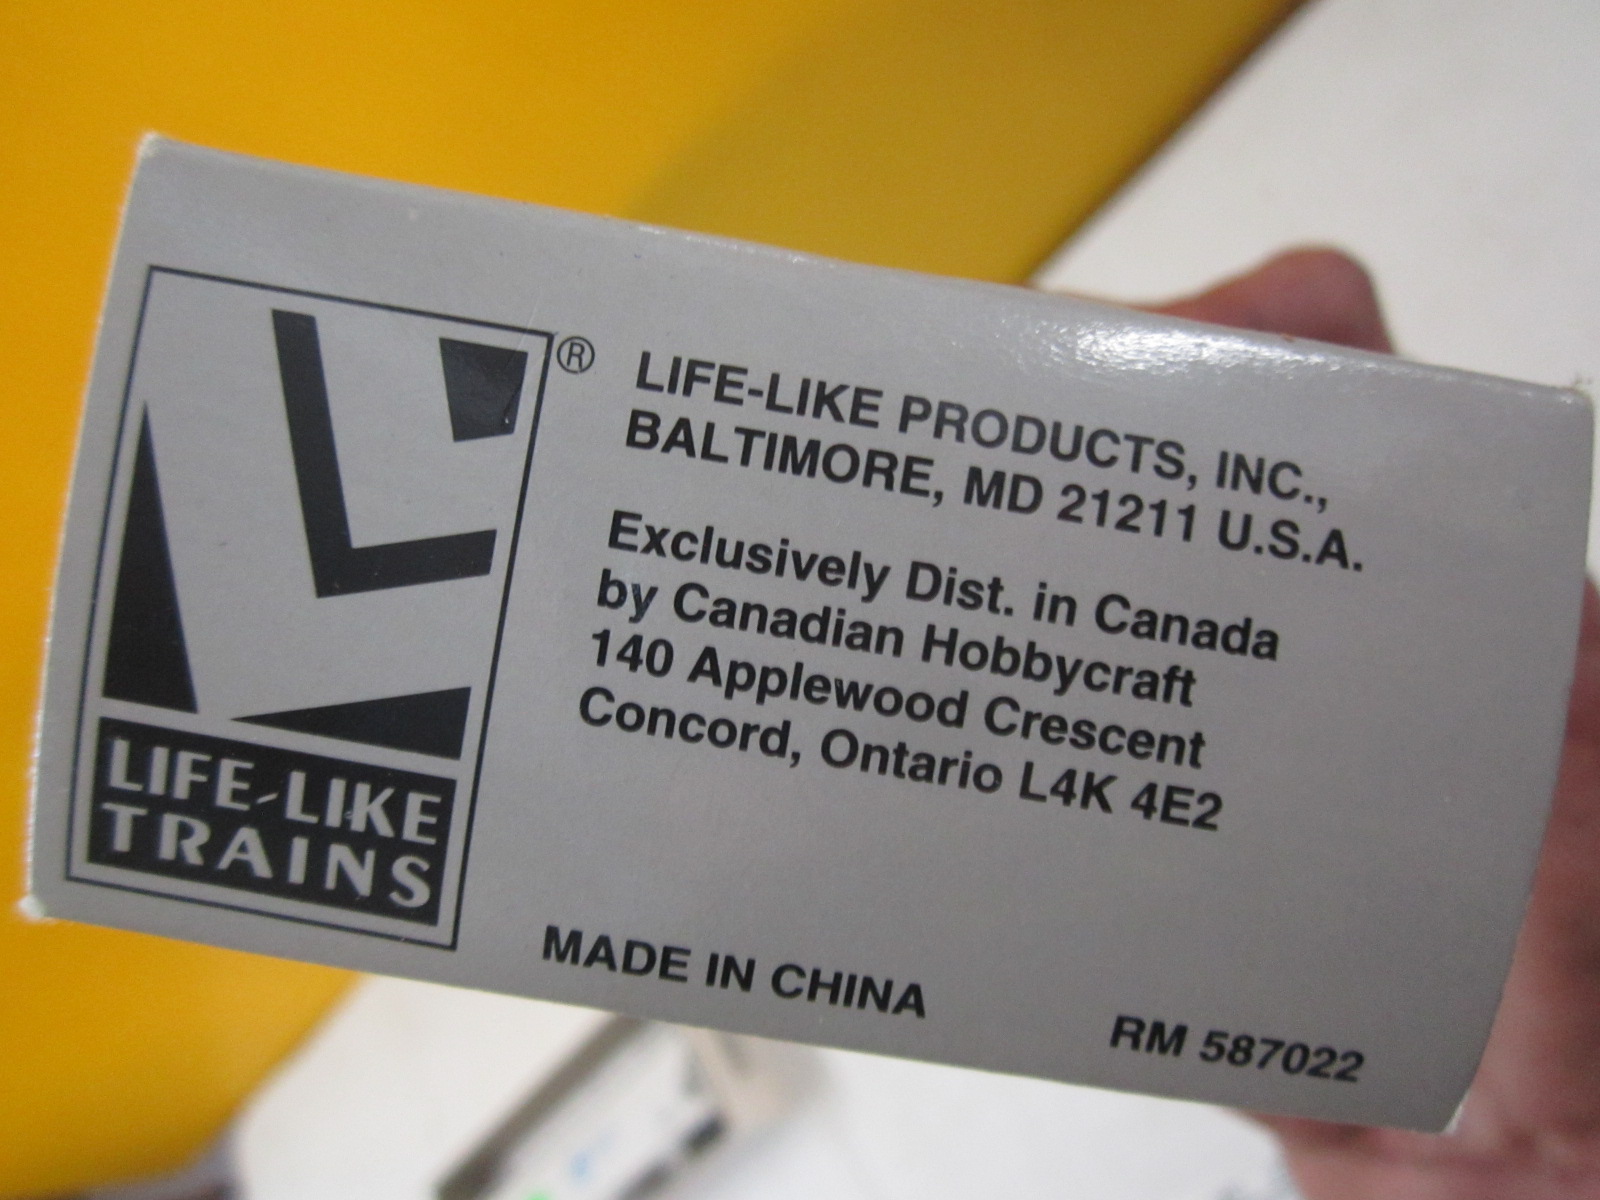 ®
LIFE-LIKE
TRAINS
LIFE-LIKE PRODUCTS, INC.,
BALTIMORE, MD 21211 U.S.A.
Exclusively Dist. in Canada
by Canadian Hobbycraft
140 Applewood Crescent
Concord, Ontario L4K 4E2
MADE IN CHINA
RM 587022